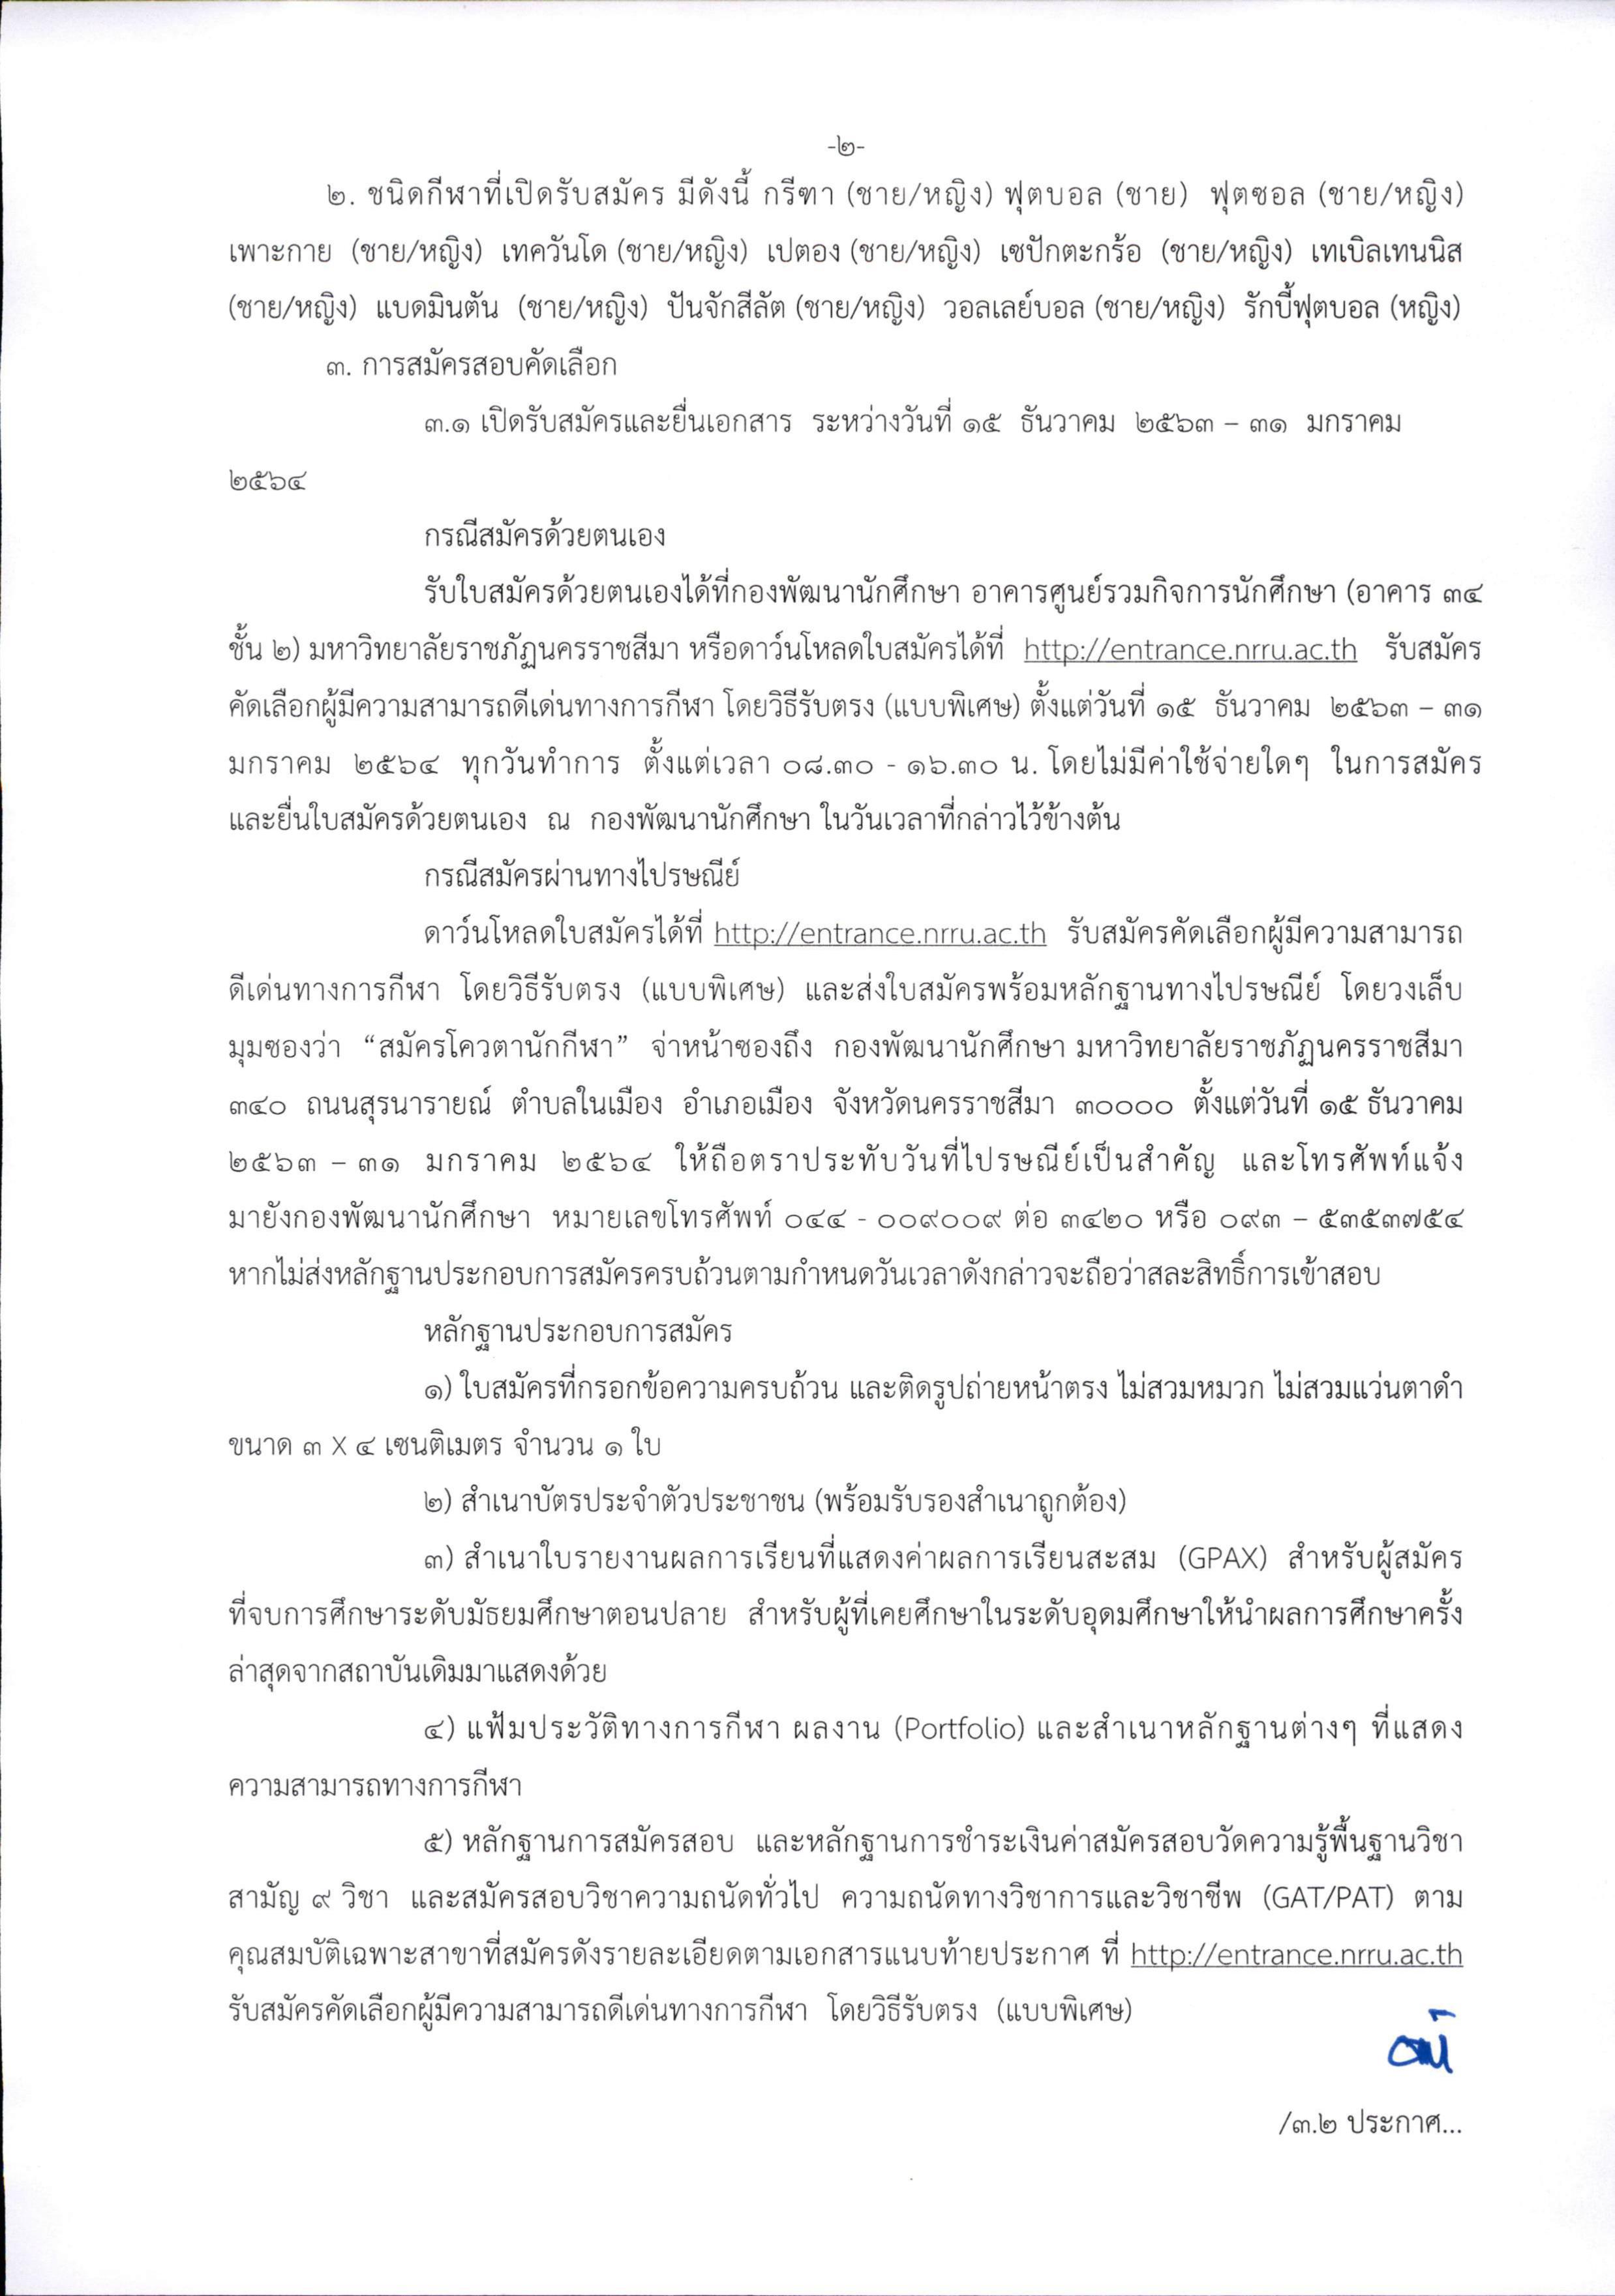 -๒-
๒. ชนิดกีฬาที่เปิดรับสมัคร มีดังนี้ กรีฑา (ชาย/หญิง) ฟุตบอล (ชาย) ฟุตซอล (ชาย/หญิง)
เพาะกาย (ชาย/หญิง) เทควันโด (ชาย/หญิง) เปตอง (ชาย/หญิง) เซปักตะกร้อ (ชาย/หญิง) เทเบิลเทนนิส
(ชาย/หญิง) แบดมินตัน (ชาย/หญิง) ปันจักสีลัต (ชาย/หญิง) วอลเลย์บอล (ชาย/หญิง) รักบี้ฟุตบอล (หญิง)
๓. การสมัครสอบคัดเลือก
๓.๑ เปิดรับสมัครและยื่นเอกสาร ระหว่างวันที่ ๑๕ ธันวาคม ๒๕๖๓ – ๓๑ มกราคม
๒๕๖๔
กรณีสมัครด้วยตนเอง
รับใบสมัครด้วยตนเองได้ที่กองพัฒนานักศึกษา อาคารศูนย์รวมกิจการนักศึกษา (อาคาร ๓๔
ชั้น ๒) มหาวิทยาลัยราชภัฏนครราชสีมา หรือดาว์นโหลดใบสมัครได้ที่ http://entrance.nrru.ac.th รับสมัคร
คัดเลือกผู้มีความสามารถดีเด่นทางการกีฬา โดยวิธีรับตรง (แบบพิเศษ) ตั้งแต่วันที่ ๑๕ ธันวาคม ๒๕๖๓ – ๓๑
มกราคม ๒๕๖๔ ทุกวันทำการ ตั้งแต่เวลา ๐๘.๓๐ - ๑๖.๓๐ น. โดยไม่มีค่าใช้จ่ายใดๆ ในการสมัคร
และยื่นใบสมัครด้วยตนเอง ณ กองพัฒนานักศึกษา ในวันเวลาที่กล่าวไว้ข้างต้น
กรณีสมัครผ่านทางไปรษณีย์
ดาว์นโหลดใบสมัครได้ที่ http://entrance.nrru.ac.th รับสมัครคัดเลือกผู้มีความสามารถ
ดีเด่นทางการกีฬา โดยวิธีรับตรง (แบบพิเศษ) และส่งใบสมัครพร้อมหลักฐานทางไปรษณีย์ โดยวงเล็บ
มุมซองว่า “สมัครโควตานักกีฬา” จ่าหน้าซองถึง กองพัฒนานักศึกษา มหาวิทยาลัยราชภัฏนครราชสีมา
๓๔๐ ถนนสุรนารายณ์ ตำบลในเมือง อำเภอเมือง จังหวัดนครราชสีมา ๓๐๐๐๐ ตั้งแต่วันที่ ๑๕ ธันวาคม
๒๕๖๓ – ๓๑ มกราคม ๒๕๖๔ ให้ถือตราประทับวันที่ไปรษณีย์เป็นสำคัญ และโทรศัพท์แจ้ง
มายังกองพัฒนานักศึกษา หมายเลขโทรศัพท์ ๐๔๔ - ๐๐๙๐๐๙ ต่อ ๓๔๒๐ หรือ ๐๙๓ – ๕๓๕๓๗๕๔
หากไม่ส่งหลักฐานประกอบการสมัครครบถ้วนตามกำหนดวันเวลาดังกล่าวจะถือว่าสละสิทธิ์การเข้าสอบ
หลักฐานประกอบการสมัคร
๑) ใบสมัครที่กรอกข้อความครบถ้วน และติดรูปถ่ายหน้าตรง ไม่สวมหมวก ไม่สวมแว่นตาดำ
ขนาด ๓ X ๔ เซนติเมตร จำนวน ๑ ใบ
๒) สำเนาบัตรประจำตัวประชาชน (พร้อมรับรองสำเนาถูกต้อง)
๓) สำเนาใบรายงานผลการเรียนที่แสดงค่าผลการเรียนสะสม (GPAX) สำหรับผู้สมัคร
ที่จบการศึกษาระดับมัธยมศึกษาตอนปลาย สำหรับผู้ที่เคยศึกษาในระดับอุดมศึกษาให้นำผลการศึกษาครั้ง
ล่าสุดจากสถาบันเดิมมาแสดงด้วย
๔) แฟ้มประวัติทางการกีฬา ผลงาน (Portfolio) และสำเนาหลักฐานต่างๆ ที่แสดง
ความสามารถทางการกีฬา
๕) หลักฐานการสมัครสอบ และหลักฐานการชำระเงินค่าสมัครสอบวัดความรู้พื้นฐานวิชา
สามัญ ๙ วิชา และสมัครสอบวิชาความถนัดทั่วไป ความถนัดทางวิชาการและวิชาชีพ (GAT/PAT) ตาม
คุณสมบัติเฉพาะสาขาที่สมัครดังรายละเอียดตามเอกสารแนบท้ายประกาศ ที่ http://entrance.nrru.ac.th
รับสมัครคัดเลือกผู้มีความสามารถดีเด่นทางการกีฬา โดยวิธีรับตรง (แบบพิเศษ)
/๓.๒ ประกาศ...